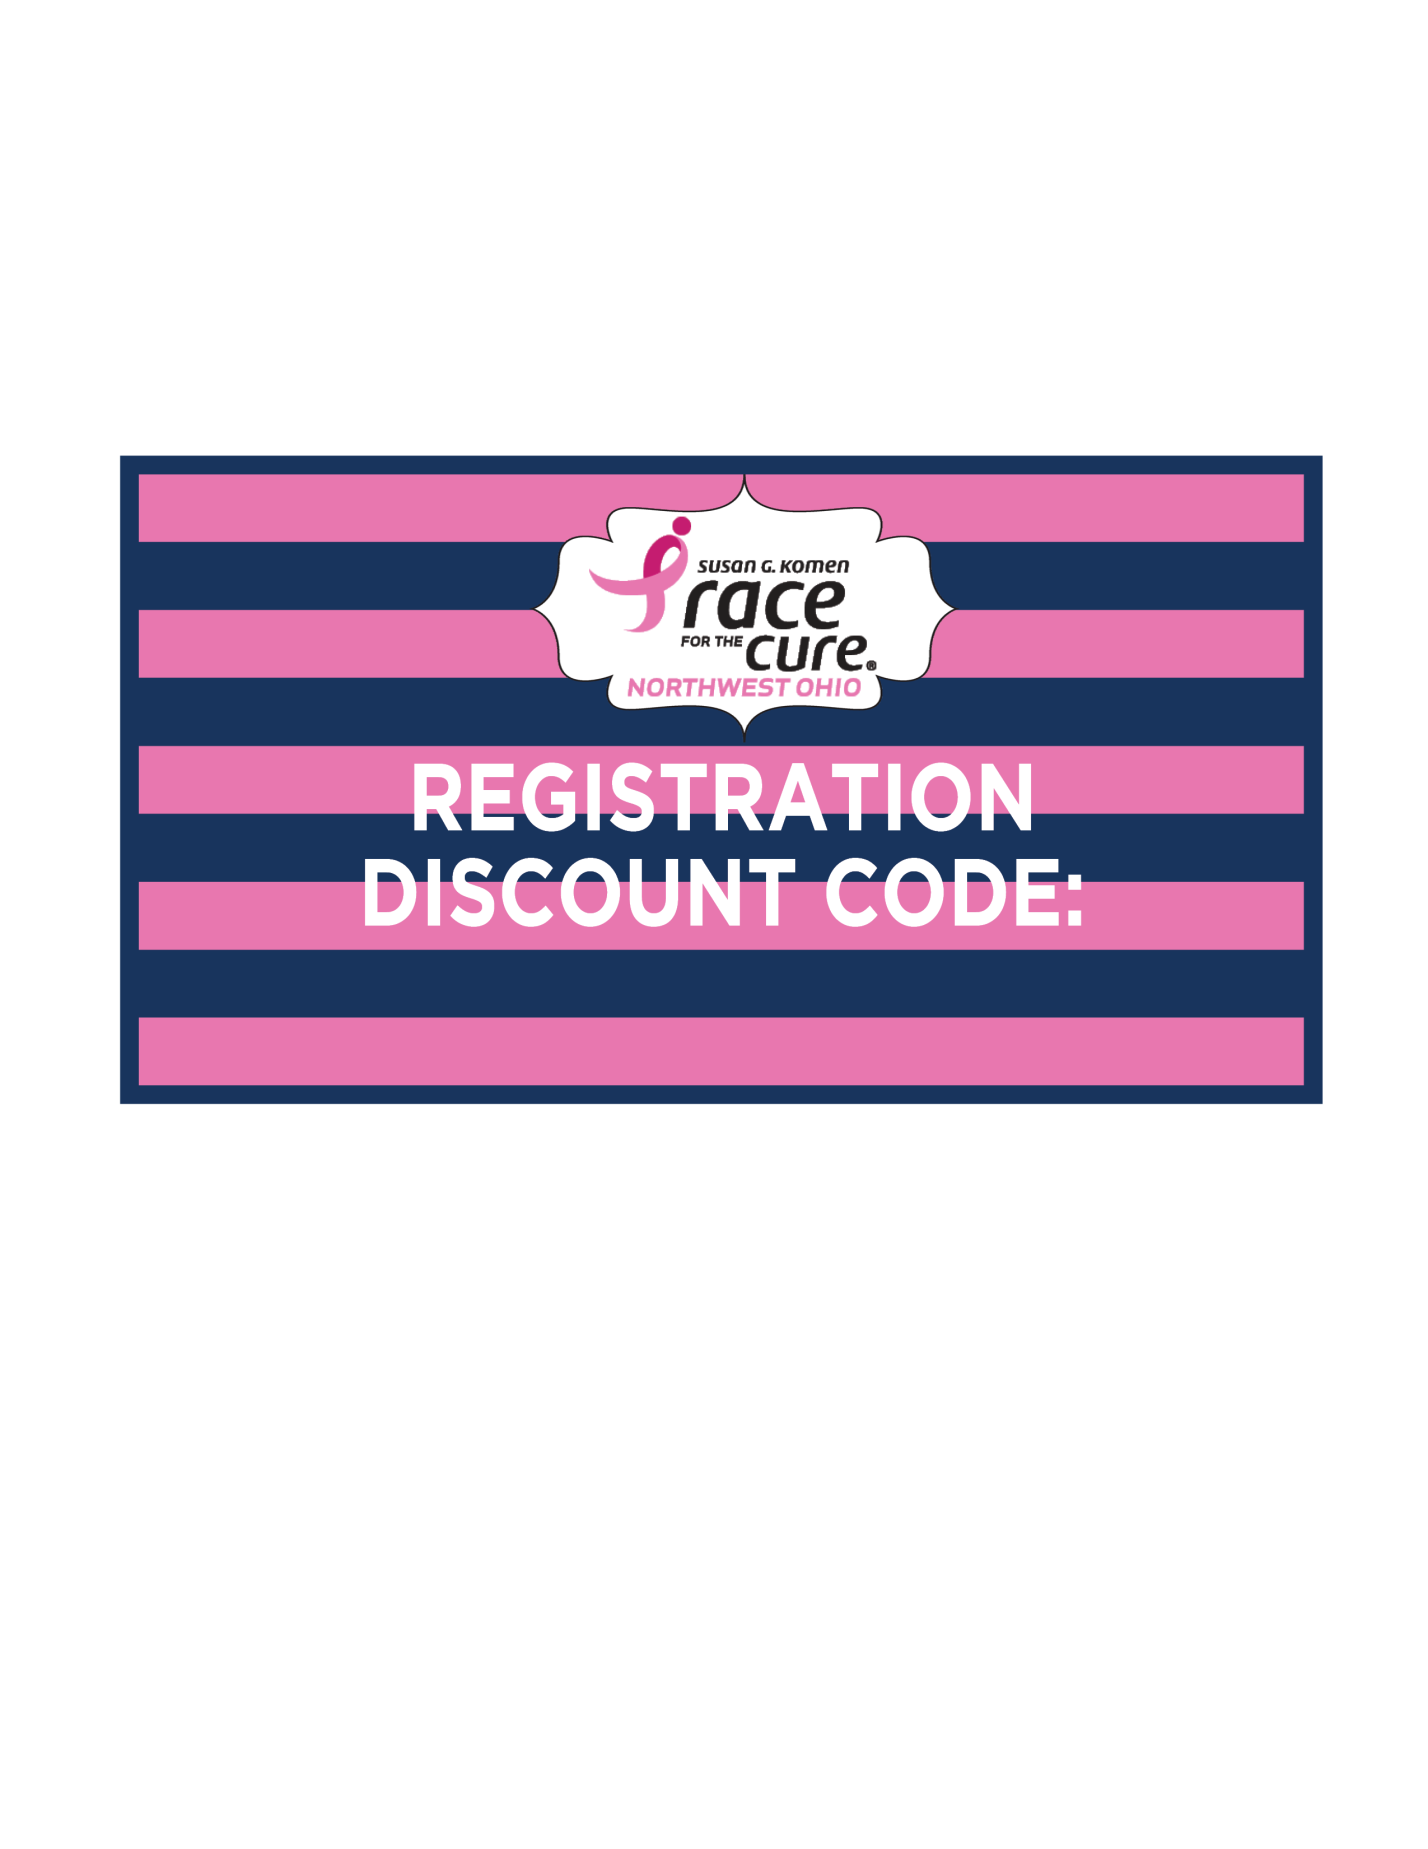 SUSAN G. KOMEN
race
FOR THE cure®
NORTHWEST OHIO
REGISTRATION
DISCOUNT CODE: